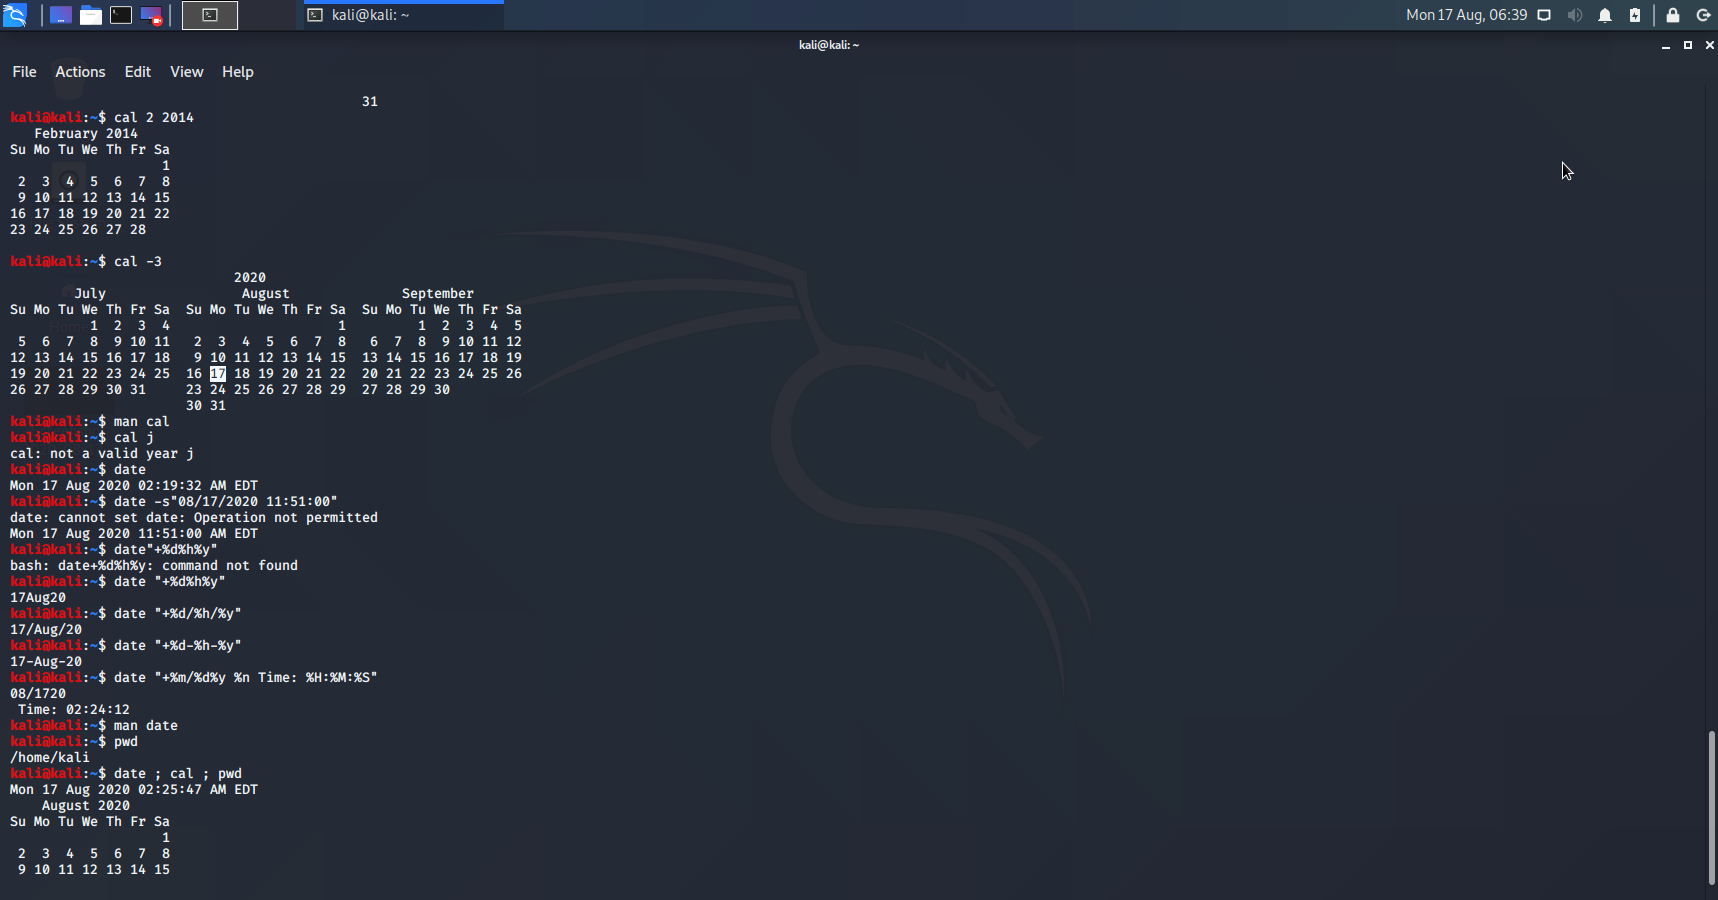 kali@kali: ~
Mon 17 Aug, 06:39
kali@kali: ~
File Actions Edit View Help
                                            31
kali@kali:~$ cal 2 2014
   February 2014
Su Mo Tu We Th Fr Sa
                   1
 2  3  4  5  6  7  8
 9 10 11 12 13 14 15
16 17 18 19 20 21 22
23 24 25 26 27 28
kali@kali:~$ cal -3
                            2020
        July                 August              September
Su Mo Tu We Th Fr Sa  Su Mo Tu We Th Fr Sa  Su Mo Tu We Th Fr Sa
          1  2  3  4                     1         1  2  3  4  5
 5  6  7  8  9 10 11   2  3  4  5  6  7  8   6  7  8  9 10 11 12
12 13 14 15 16 17 18   9 10 11 12 13 14 15  13 14 15 16 17 18 19
19 20 21 22 23 24 25  16 17 18 19 20 21 22  20 21 22 23 24 25 26
26 27 28 29 30 31     23 24 25 26 27 28 29  27 28 29 30
                      30 31
kali@kali:~$ man cal
kali@kali:~$ cal j
cal: not a valid year j
kali@kali:~$ date
Mon 17 Aug 2020 02:19:32 AM EDT
kali@kali:~$ date -s"08/17/2020 11:51:00"
date: cannot set date: Operation not permitted
Mon 17 Aug 2020 11:51:00 AM EDT
kali@kali:~$ date"+%d%h%y"
bash: date+%d%h%y: command not found
kali@kali:~$ date "+%d%h%y"
17Aug20
kali@kali:~$ date "+%d/%h/%y"
17/Aug/20
kali@kali:~$ date "+%d-%h-%y"
17-Aug-20
kali@kali:~$ date "+%m/%d%y %n Time: %H:%M:%S"
08/1720
 Time: 02:24:12
kali@kali:~$ man date
kali@kali:~$ pwd
/home/kali
kali@kali:~$ date ; cal ; pwd
Mon 17 Aug 2020 02:25:47 AM EDT
    August 2020
Su Mo Tu We Th Fr Sa
                   1
 2  3  4  5  6  7  8
 9 10 11 12 13 14 15